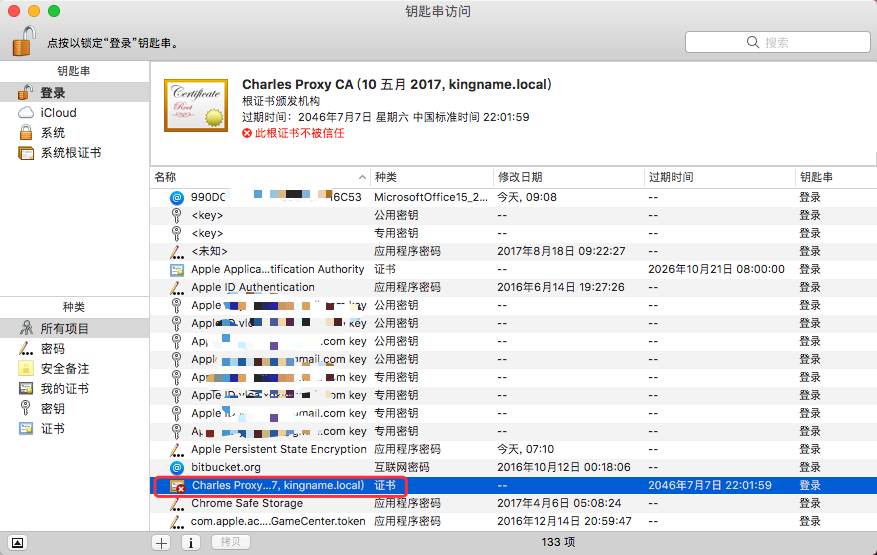 钥匙串访问
点按以锁定“登录”钥匙串。
搜索
钥匙串
登录
iCloud
系统
系统根证书
Charles Proxy CA (10 五月 2017, kingname.local)
根证书颁发机构
过期时间：2046年7月7日 星期六 中国标准时间 22:01:59
此根证书不被信任
Certificate
Root
名称 种类 修改日期 过期时间 钥匙串
990D 16C53 MicrosoftOffice15_2... 今天, 09:08 -- 登录
<key> 公用密钥 -- -- 登录
<key> 专用密钥 -- -- 登录
<未知> 应用程序密码 2017年8月18日 09:22:27 -- 登录
Apple Applica...tification Authority 证书 -- 2026年10月21日 08:00:00 登录
Apple ID Authentication 应用程序密码 2016年6月14日 19:27:26 -- 登录
Apple key 公用密钥 -- -- 登录
Apple key 公用密钥 -- -- 登录
.com key 公用密钥 -- -- 登录
.com key 公用密钥 -- -- 登录
key 专用密钥 -- -- 登录
Apple ID key 专用密钥 -- -- 登录
.com key 专用密钥 -- -- 登录
key 专用密钥 -- -- 登录
Apple Persistent State Encryption 应用程序密码 今天, 07:10 -- 登录
bitbucket.org 互联网密码 2016年10月12日 00:18:06 -- 登录
Charles Proxy...7, kingname.local) 证书 -- 2046年7月7日 22:01:59 登录
Chrome Safe Storage 应用程序密码 2017年4月6日 05:08:24 -- 登录
com.apple.ac....GameCenter.token 应用程序密码 2016年12月14日 20:59:47 -- 登录
种类
所有项目
密码
安全备注
我的证书
密钥
证书
拷贝
133 项